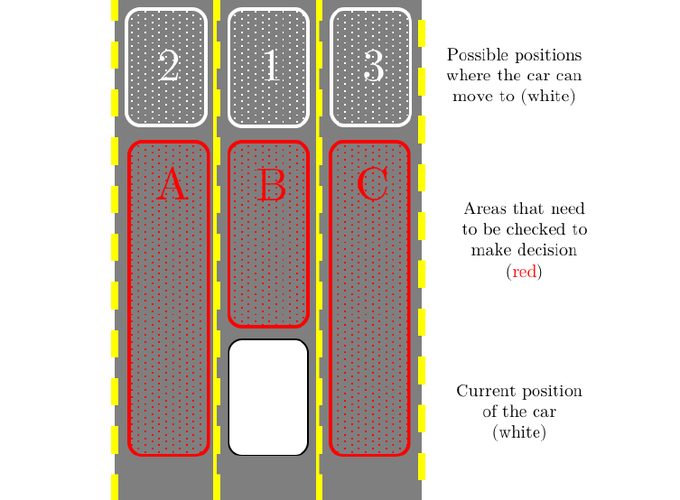 2 1 3
Possible positions
where the car can
move to (white)
A B C
Areas that need
to be checked to
make decision
(red)
Current position
of the car
(white)